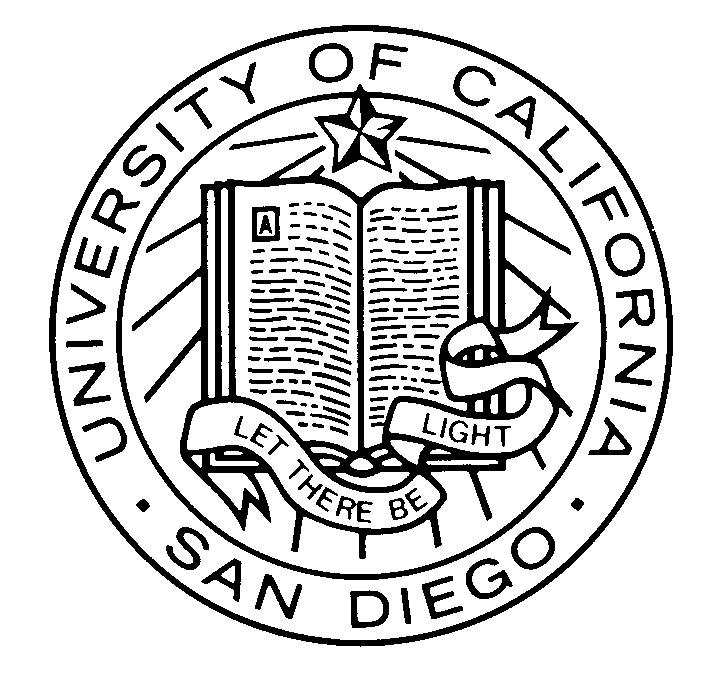 UNIVERSITY OF CALIFORNIA
A
LET THERE BE LIGHT
· SAN DIEGO ·